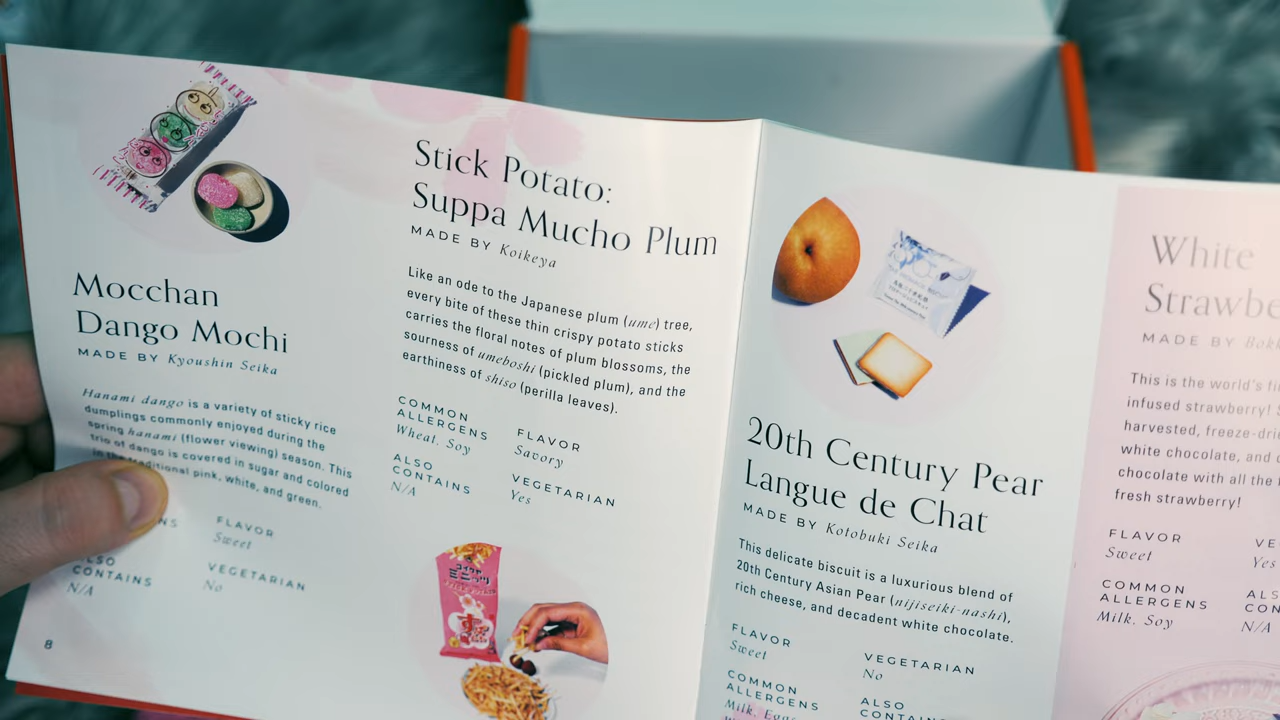 Mocchan
Dango Mochi
MADE BY Kyoushin Seika
Hanami dango is a variety of sticky rice
dumplings commonly enjoyed during the
spring hanami (flower viewing) season. This
trio of dango is covered in sugar and colored
in the traditional pink, white, and green.
FLAVOR
Sweet
ALSO
CONTAINS
N/A
VEGETARIAN
No
8
Stick Potato:
Suppa Mucho Plum
MADE BY Koikeya
Like an ode to the Japanese plum (ume) tree,
every bite of these thin crispy potato sticks
carries the floral notes of plum blossoms, the
sourness of umeboshi (pickled plum), and the
earthiness of shiso (perilla leaves).
COMMON
ALLERGENS
Wheat, Soy
FLAVOR
Savory
ALSO
CONTAINS
N/A
VEGETARIAN
Yes
20th Century Pear
Langue de Chat
MADE BY Kotobuki Seika
This delicate biscuit is a luxurious blend of
20th Century Asian Pear (nijiseiki-nashi),
rich cheese, and decadent white chocolate.
FLAVOR
Sweet
VEGETARIAN
No
COMMON
ALLERGENS
Milk, Eggs
ALSO
CONTAINS
White
Strawbe
MADE BY
This is the world's
infused strawberry!
harvested, freeze-dri
white chocolate, and
chocolate with all the
fresh strawberry!
FLAVOR
Sweet
VE
Yes
COMMON
ALLERGENS
Milk, Soy
CON
N/A